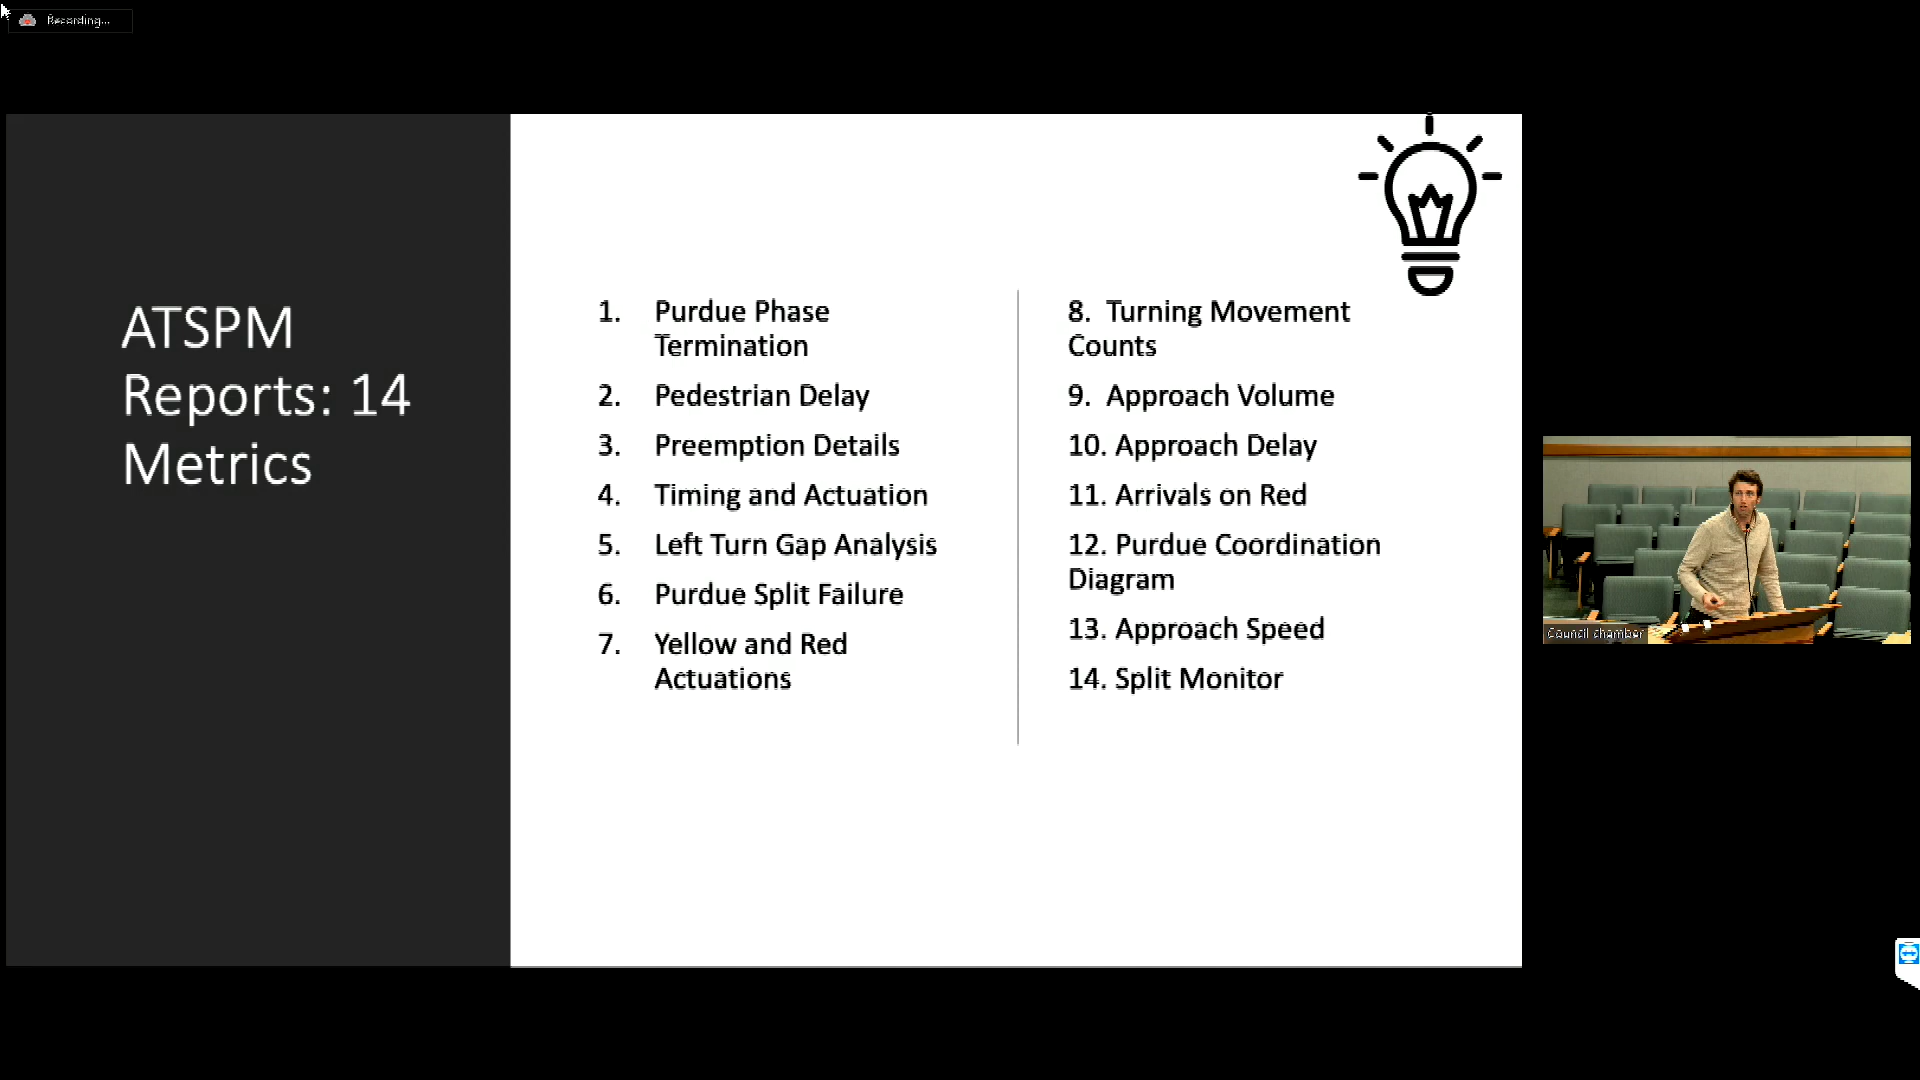 Recording...
ATSPM
Reports: 14
Metrics
1. Purdue Phase
Termination
2. Pedestrian Delay
3. Preemption Details
4. Timing and Actuation
5. Left Turn Gap Analysis
6. Purdue Split Failure
7. Yellow and Red
Actuations
8. Turning Movement
Counts
9. Approach Volume
10. Approach Delay
11. Arrivals on Red
12. Purdue Coordination
Diagram
13. Approach Speed
14. Split Monitor
Council chamber